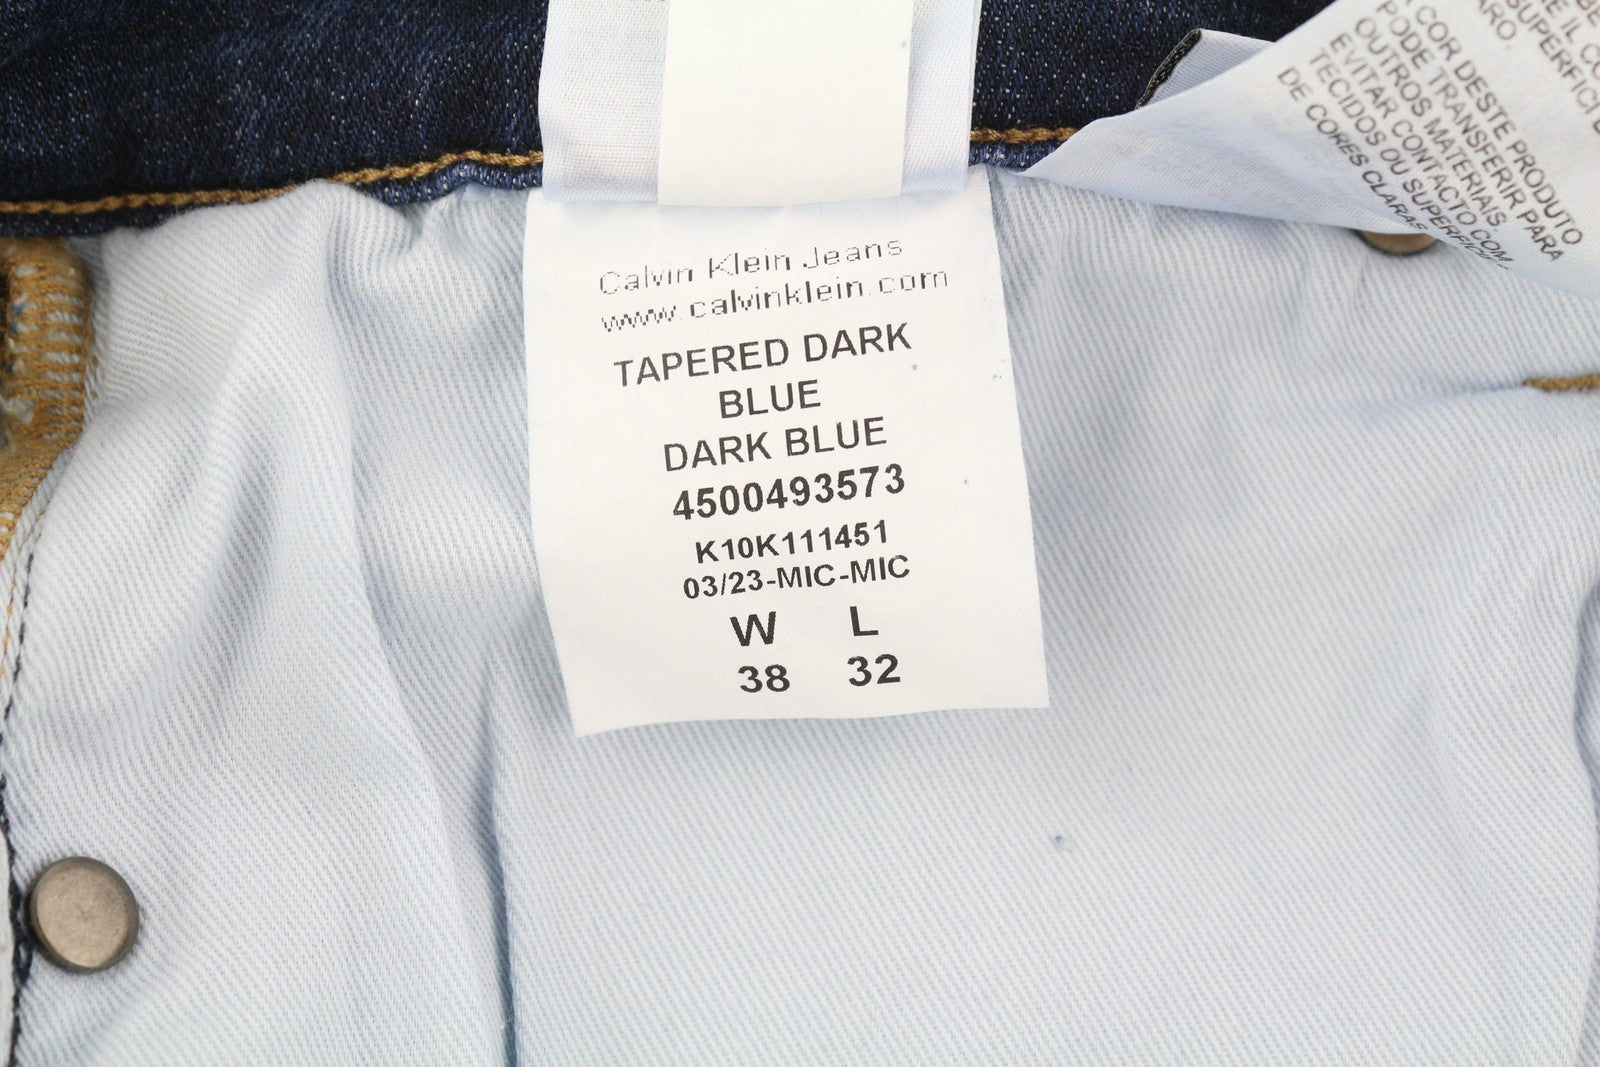 Calvin Klein Jeans
www.calvinklein.com
TAPERED DARK
BLUE
DARK BLUE
4500493573
K10K111451
03/23-MIC-MIC
W L
38 32
COR DESTE PRODUTO
PODE TRANSFERIR PARA
OUTROS MATERIAIS.
EVITAR CONTACTO COM
TECIDOS OU
DE CORES CLARAS.